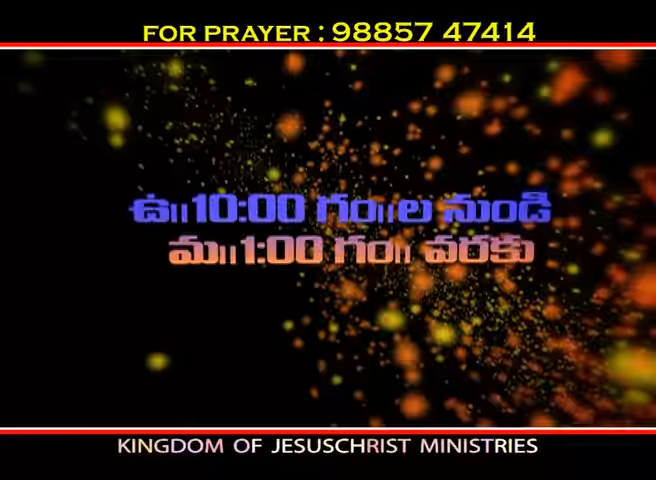 FOR PRAYER : 98857 47414
ఉ॥10:00 గం॥ల నుండి
మ॥1:00 గం॥ వరకు
KINGDOM OF JESUSCHRIST MINISTRIES